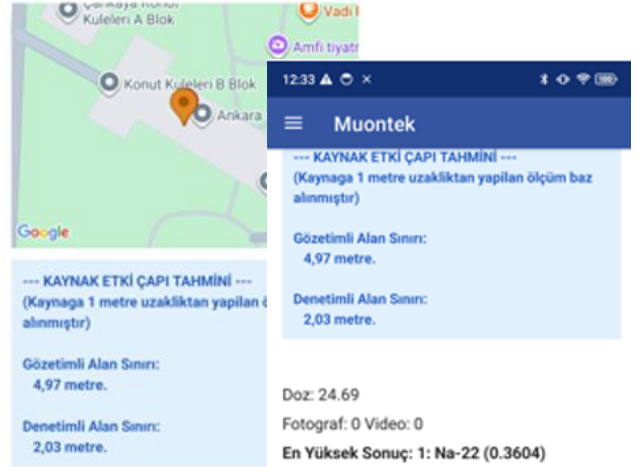 Kuleleri A Blok
Vadi
Amfi tiyatr
Konut Kuleleri B Blok
Ankara
Google
--- KAYNAK ETKİ ÇAPI TAHMİNİ ---
(Kaynaga 1 metre uzakliktan yapilan
alınmıştır)
Gözetimli Alan Sınırı:
4,97 metre.
Denetimli Alan Sınırı:
2,03 metre.
12:33
100
Muontek
--- KAYNAK ETKİ ÇAPI TAHMİNİ ---
(Kaynaga 1 metre uzakliktan yapilan ölçüm baz
alınmıştır)
Gözetimli Alan Sınırı:
4,97 metre.
Denetimli Alan Sınırı:
2,03 metre.
Doz: 24.69
Fotograf: 0 Video: 0
En Yüksek Sonuç: 1: Na-22 (0.3604)